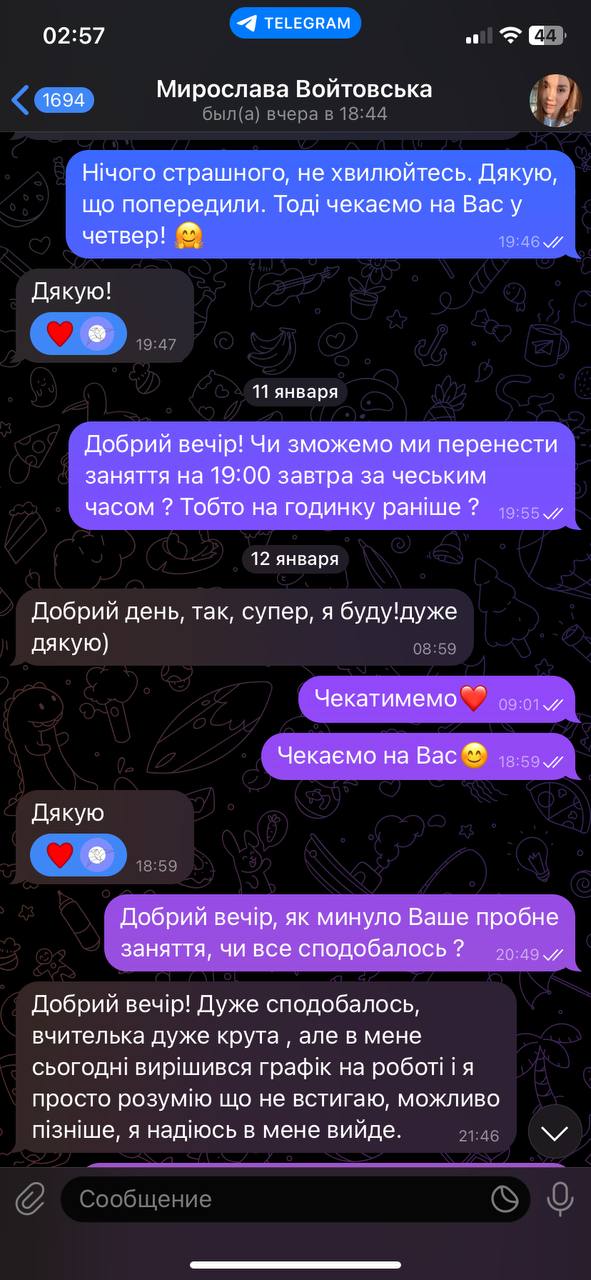 02:57
TELEGRAM
44
1694
Мирослава Войтовська
был(а) вчера в 18:44
Нічого страшного, не хвилюйтесь. Дякую,
що попередили. Тоді чекаємо на Вас у
четвер! 🤗
19:46
Дякую!
❤️
19:47
11 января
Добрий вечір! Чи зможемо ми перенести
заняття на 19:00 завтра за чеським
часом ? Тобто на годинку раніше ?
19:55
12 января
Добрий день, так, супер, я буду!дуже
дякую)
08:59
Чекатимемо❤️
09:01
Чекаємо на Вас😊
18:59
Дякую
❤️
18:59
Добрий вечір, як минуло Ваше пробне
заняття, чи все сподобалось ?
20:49
Добрий вечір! Дуже сподобалось,
вчителька дуже крута , але в мене
сьогодні вирішився графік на роботі і я
просто розумію що не встигаю, можливо
пізніше, я надіюсь в мене вийде.
21:46
Сообщение